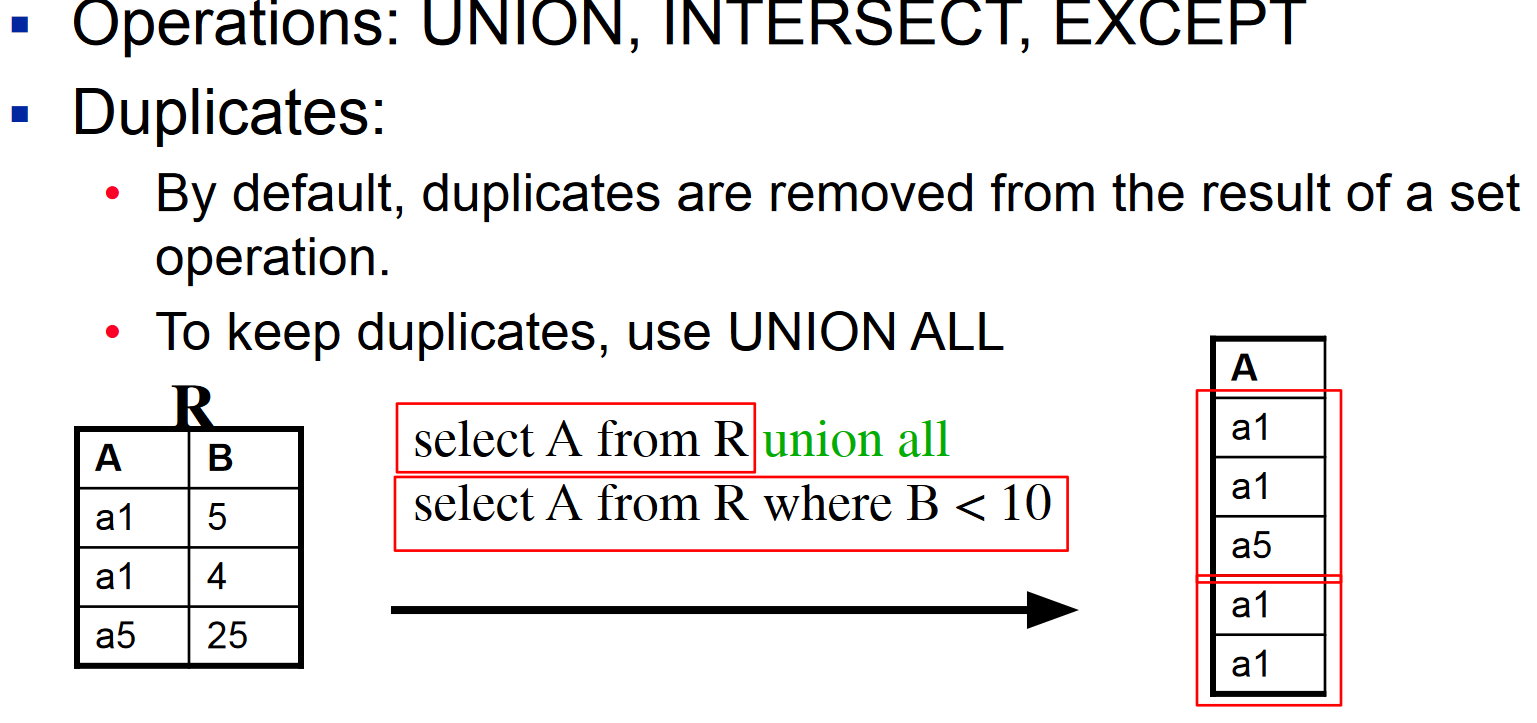 Operations: UNION, INTERSECT, EXCEPT
Duplicates:
By default, duplicates are removed from the result of a set
operation.
To keep duplicates, use UNION ALL
R
A B
a1 5
a1 4
a5 25
select A from R union all
select A from R where B < 10
A
a1
a1
a5
a1
a1